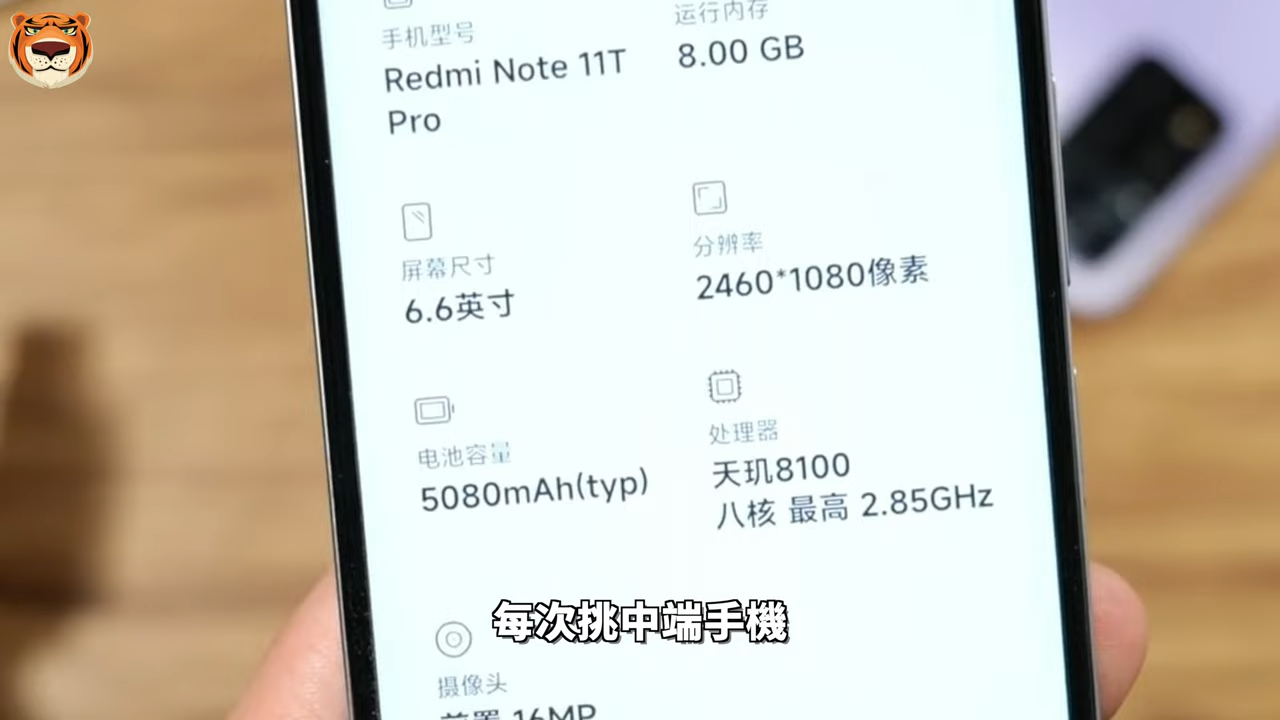 手机型号
Redmi Note 11T
Pro
运行内存
8.00 GB
屏幕尺寸
6.6英寸
分辨率
2460*1080像素
电池容量
5080mAh(typ)
处理器
天玑8100
八核 最高 2.85GHz
每次挑中端手機
摄像头
前置 16MP